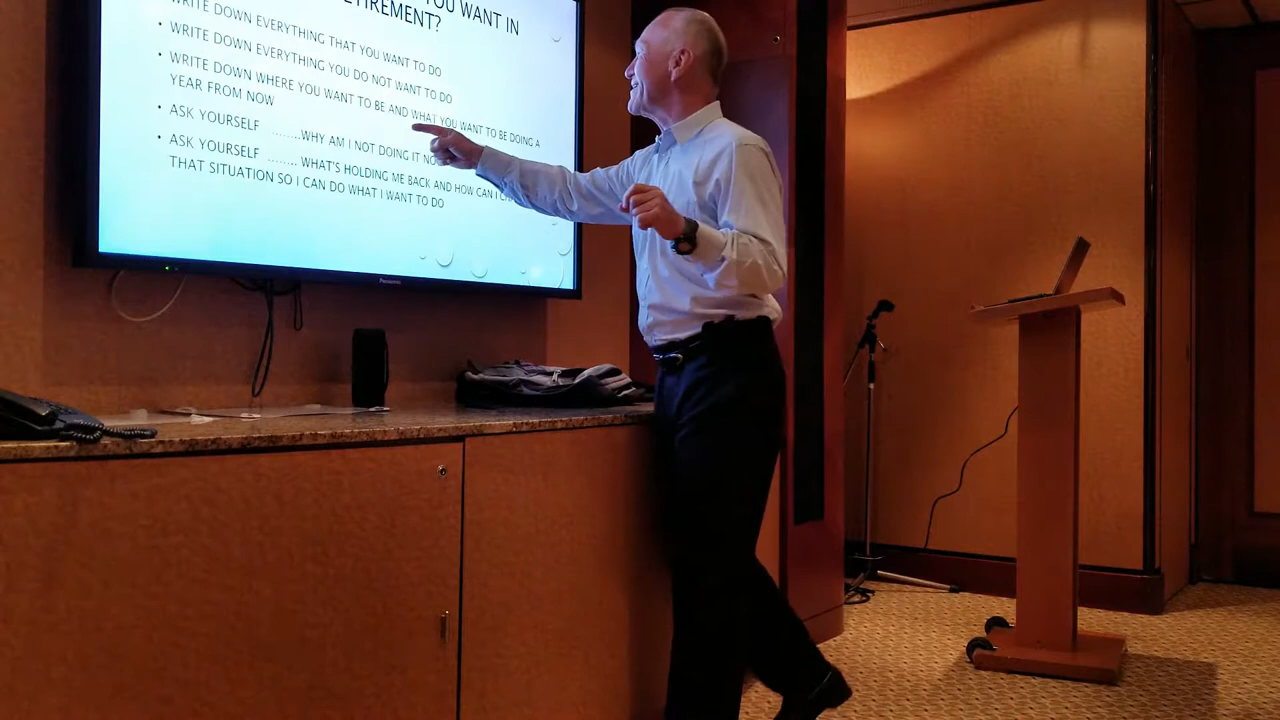 YOU WANT IN
RETIREMENT?
WRITE DOWN EVERYTHING THAT YOU WANT TO DO
• WRITE DOWN EVERYTHING YOU DO NOT WANT TO DO
• WRITE DOWN WHERE YOU WANT TO BE AND WHAT YOU WANT TO BE DOING A
YEAR FROM NOW
• ASK YOURSELF ........WHY AM I NOT DOING IT
• ASK YOURSELF ........ WHAT'S HOLDING ME BACK AND HOW CAN I
THAT SITUATION SO I CAN DO WHAT I WANT TO DO
Panasonic